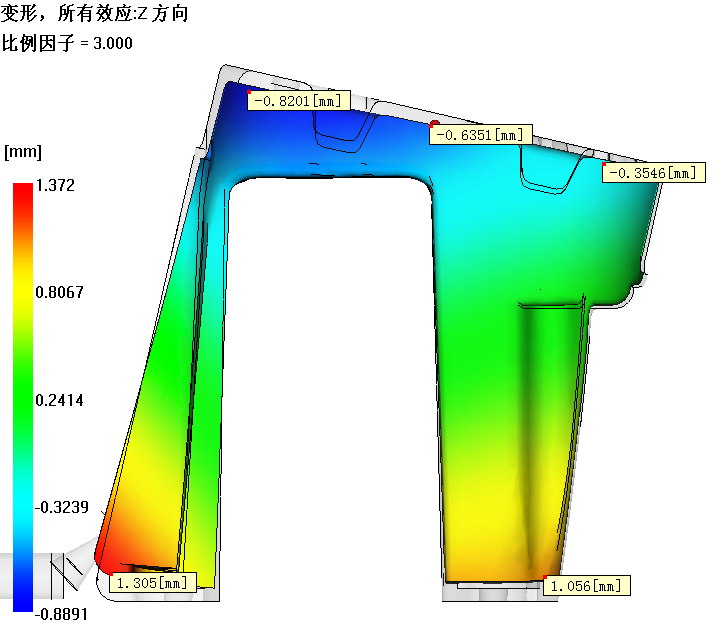 变形，所有效应:Z 方向
比例因子 = 3.000
-0.8201[mm]
-0.6351[mm]
[mm]
-0.3546[mm]
1.372
0.8067
0.2414
-0.3239
-0.8891
1.305[mm]
1.056[mm]